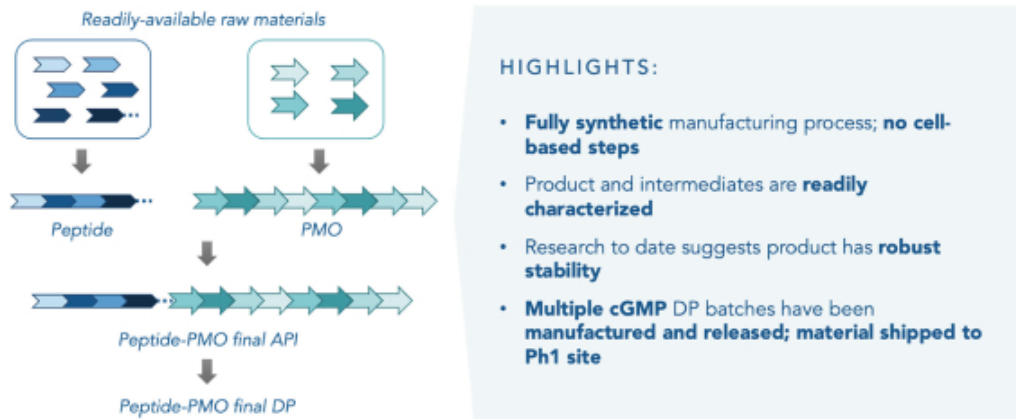 Readily-available raw materials
Peptide
PMO
Peptide-PMO final API
Peptide-PMO final DP
HIGHLIGHTS:
• Fully synthetic manufacturing process; no cell-
based steps
• Product and intermediates are readily
characterized
• Research to date suggests product has robust
stability
• Multiple cGMP DP batches have been
manufactured and released; material shipped to
Ph1 site